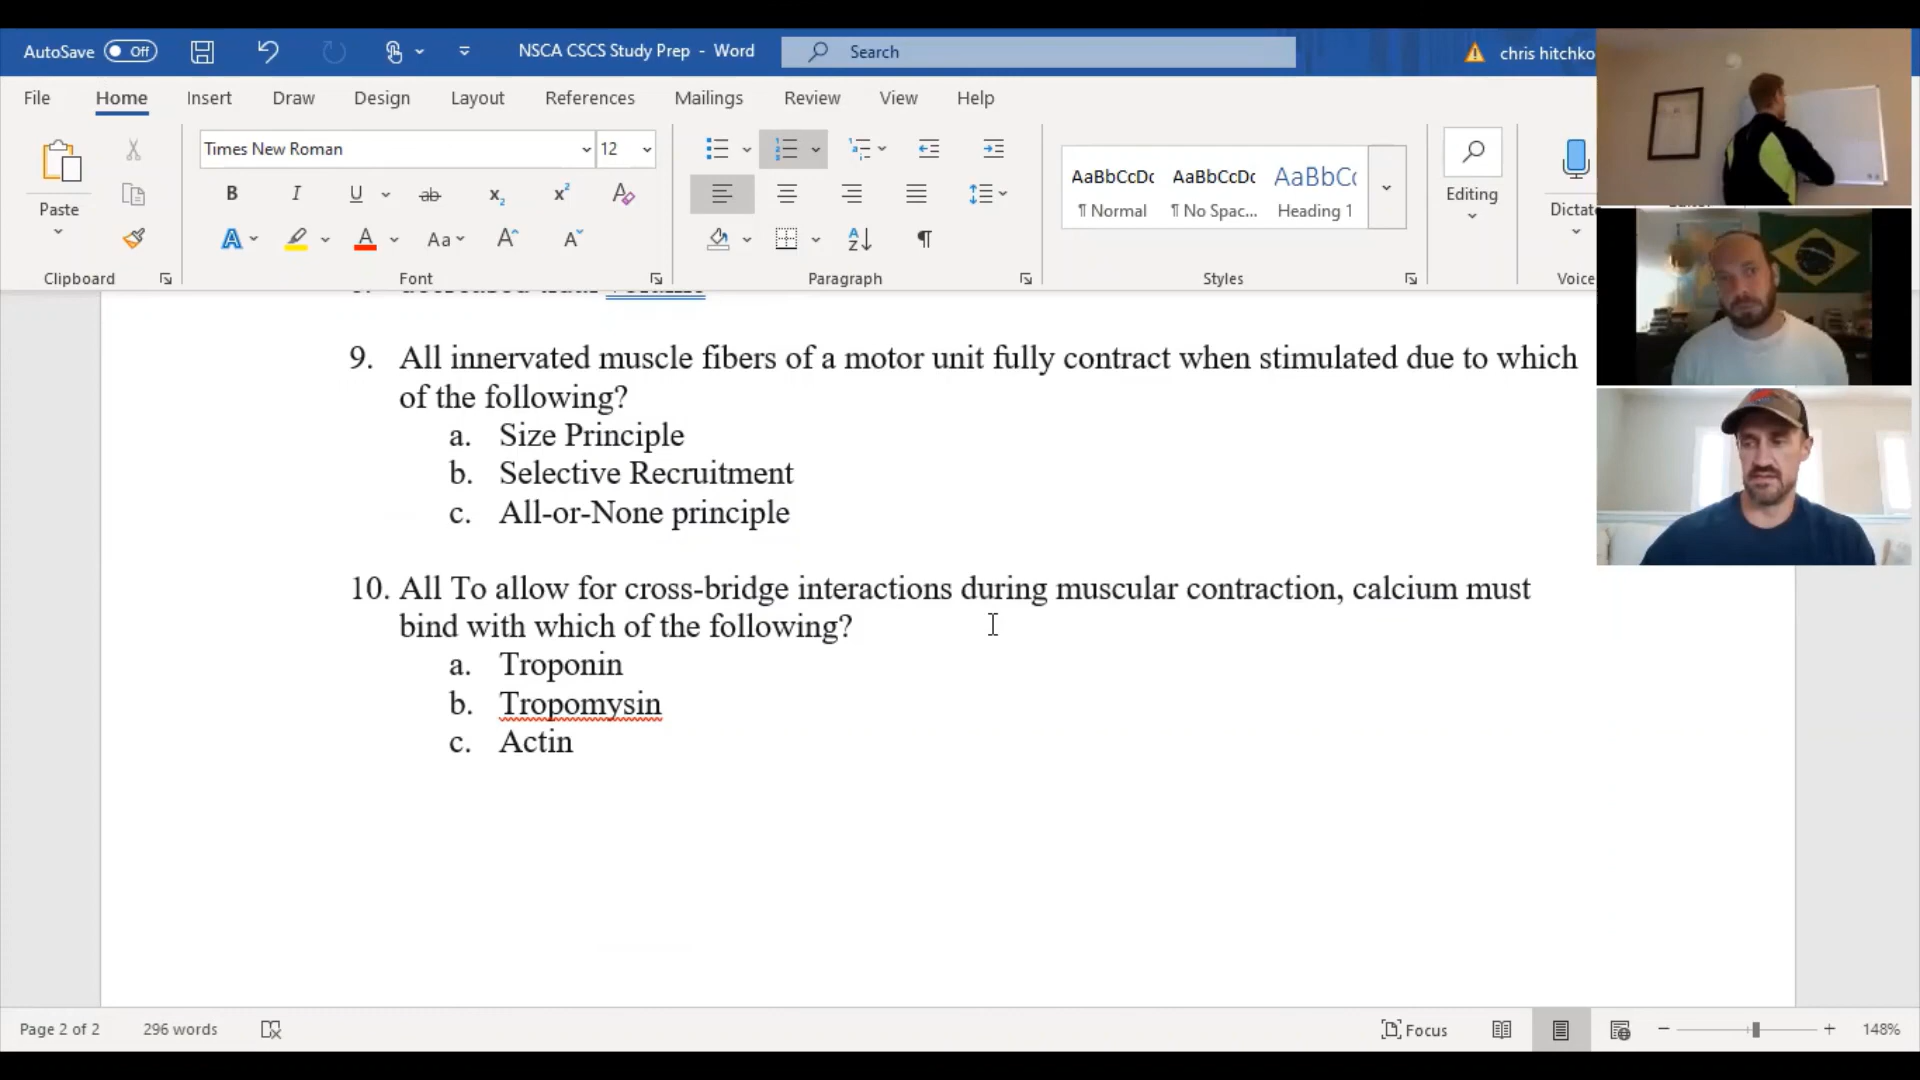 AutoSave Off NSCA CSCS Study Prep - Word Search chris hitchko
File Home Insert Draw Design Layout References Mailings Review View Help
Times New Roman 12
Paste
Clipboard Font Paragraph Styles Voice
AaBbCcDc AaBbCcDc AaBbCc
¶ Normal ¶ No Spac... Heading 1
Editing
Dictate
9. All innervated muscle fibers of a motor unit fully contract when stimulated due to which
of the following?
a. Size Principle
b. Selective Recruitment
c. All-or-None principle
10. All To allow for cross-bridge interactions during muscular contraction, calcium must
bind with which of the following?
a. Troponin
b. Tropomysin
c. Actin
Page 2 of 2 296 words Focus 148%